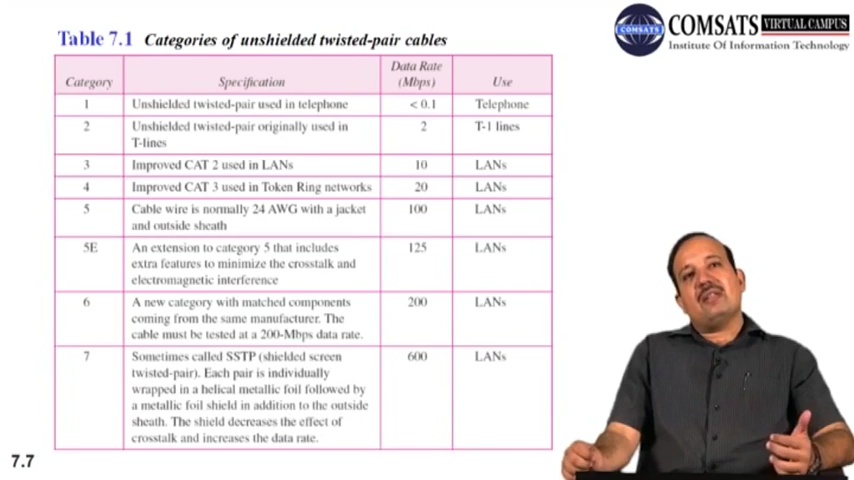 Table 7.1 Categories of unshielded twisted-pair cables
COMSATS
COMSATS VIRTUAL CAMPUS
Institute Of Information Technology
Category Specification Data Rate (Mbps) Use
1 Unshielded twisted-pair used in telephone < 0.1 Telephone
2 Unshielded twisted-pair originally used in 2 T-1 lines
T-lines
3 Improved CAT 2 used in LANs 10 LANs
4 Improved CAT 3 used in Token Ring networks 20 LANs
5 Cable wire is normally 24 AWG with a jacket 100 LANs
and outside sheath
5E An extension to category 5 that includes 125 LANs
extra features to minimize the crosstalk and
electromagnetic interference
6 A new category with matched components 200 LANs
coming from the same manufacturer. The
cable must be tested at a 200-Mbps data rate.
7 Sometimes called SSTP (shielded screen 600 LANs
twisted-pair). Each pair is individually
wrapped in a helical metallic foil followed by
a metallic foil shield in addition to the outside
sheath. The shield decreases the effect of
crosstalk and increases the data rate.
7.7